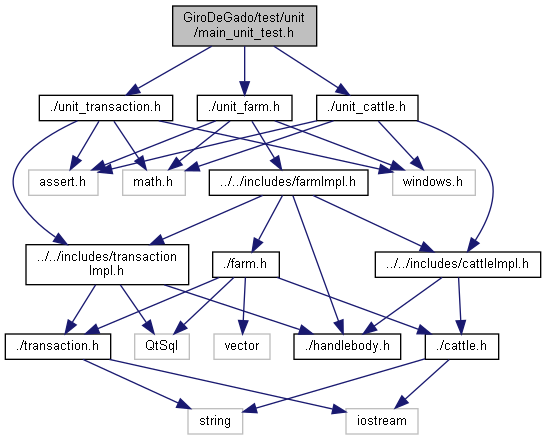 GiroDeGado/test/unit
/main_unit_test.h
./unit_transaction.h
./unit_farm.h
./unit_cattle.h
assert.h
math.h
../../includes/farmImpl.h
windows.h
../../includes/transaction
Impl.h
./farm.h
../../includes/cattleImpl.h
./transaction.h
QtSql
vector
./handlebody.h
./cattle.h
string
iostream